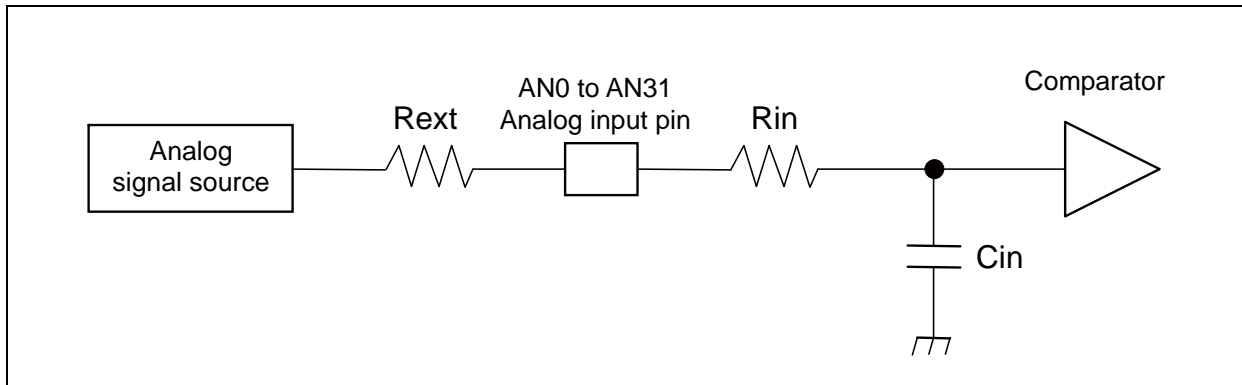 AN0 to AN31
Analog input pin
Comparator
Rext
Rin
Analog
signal source
Cin